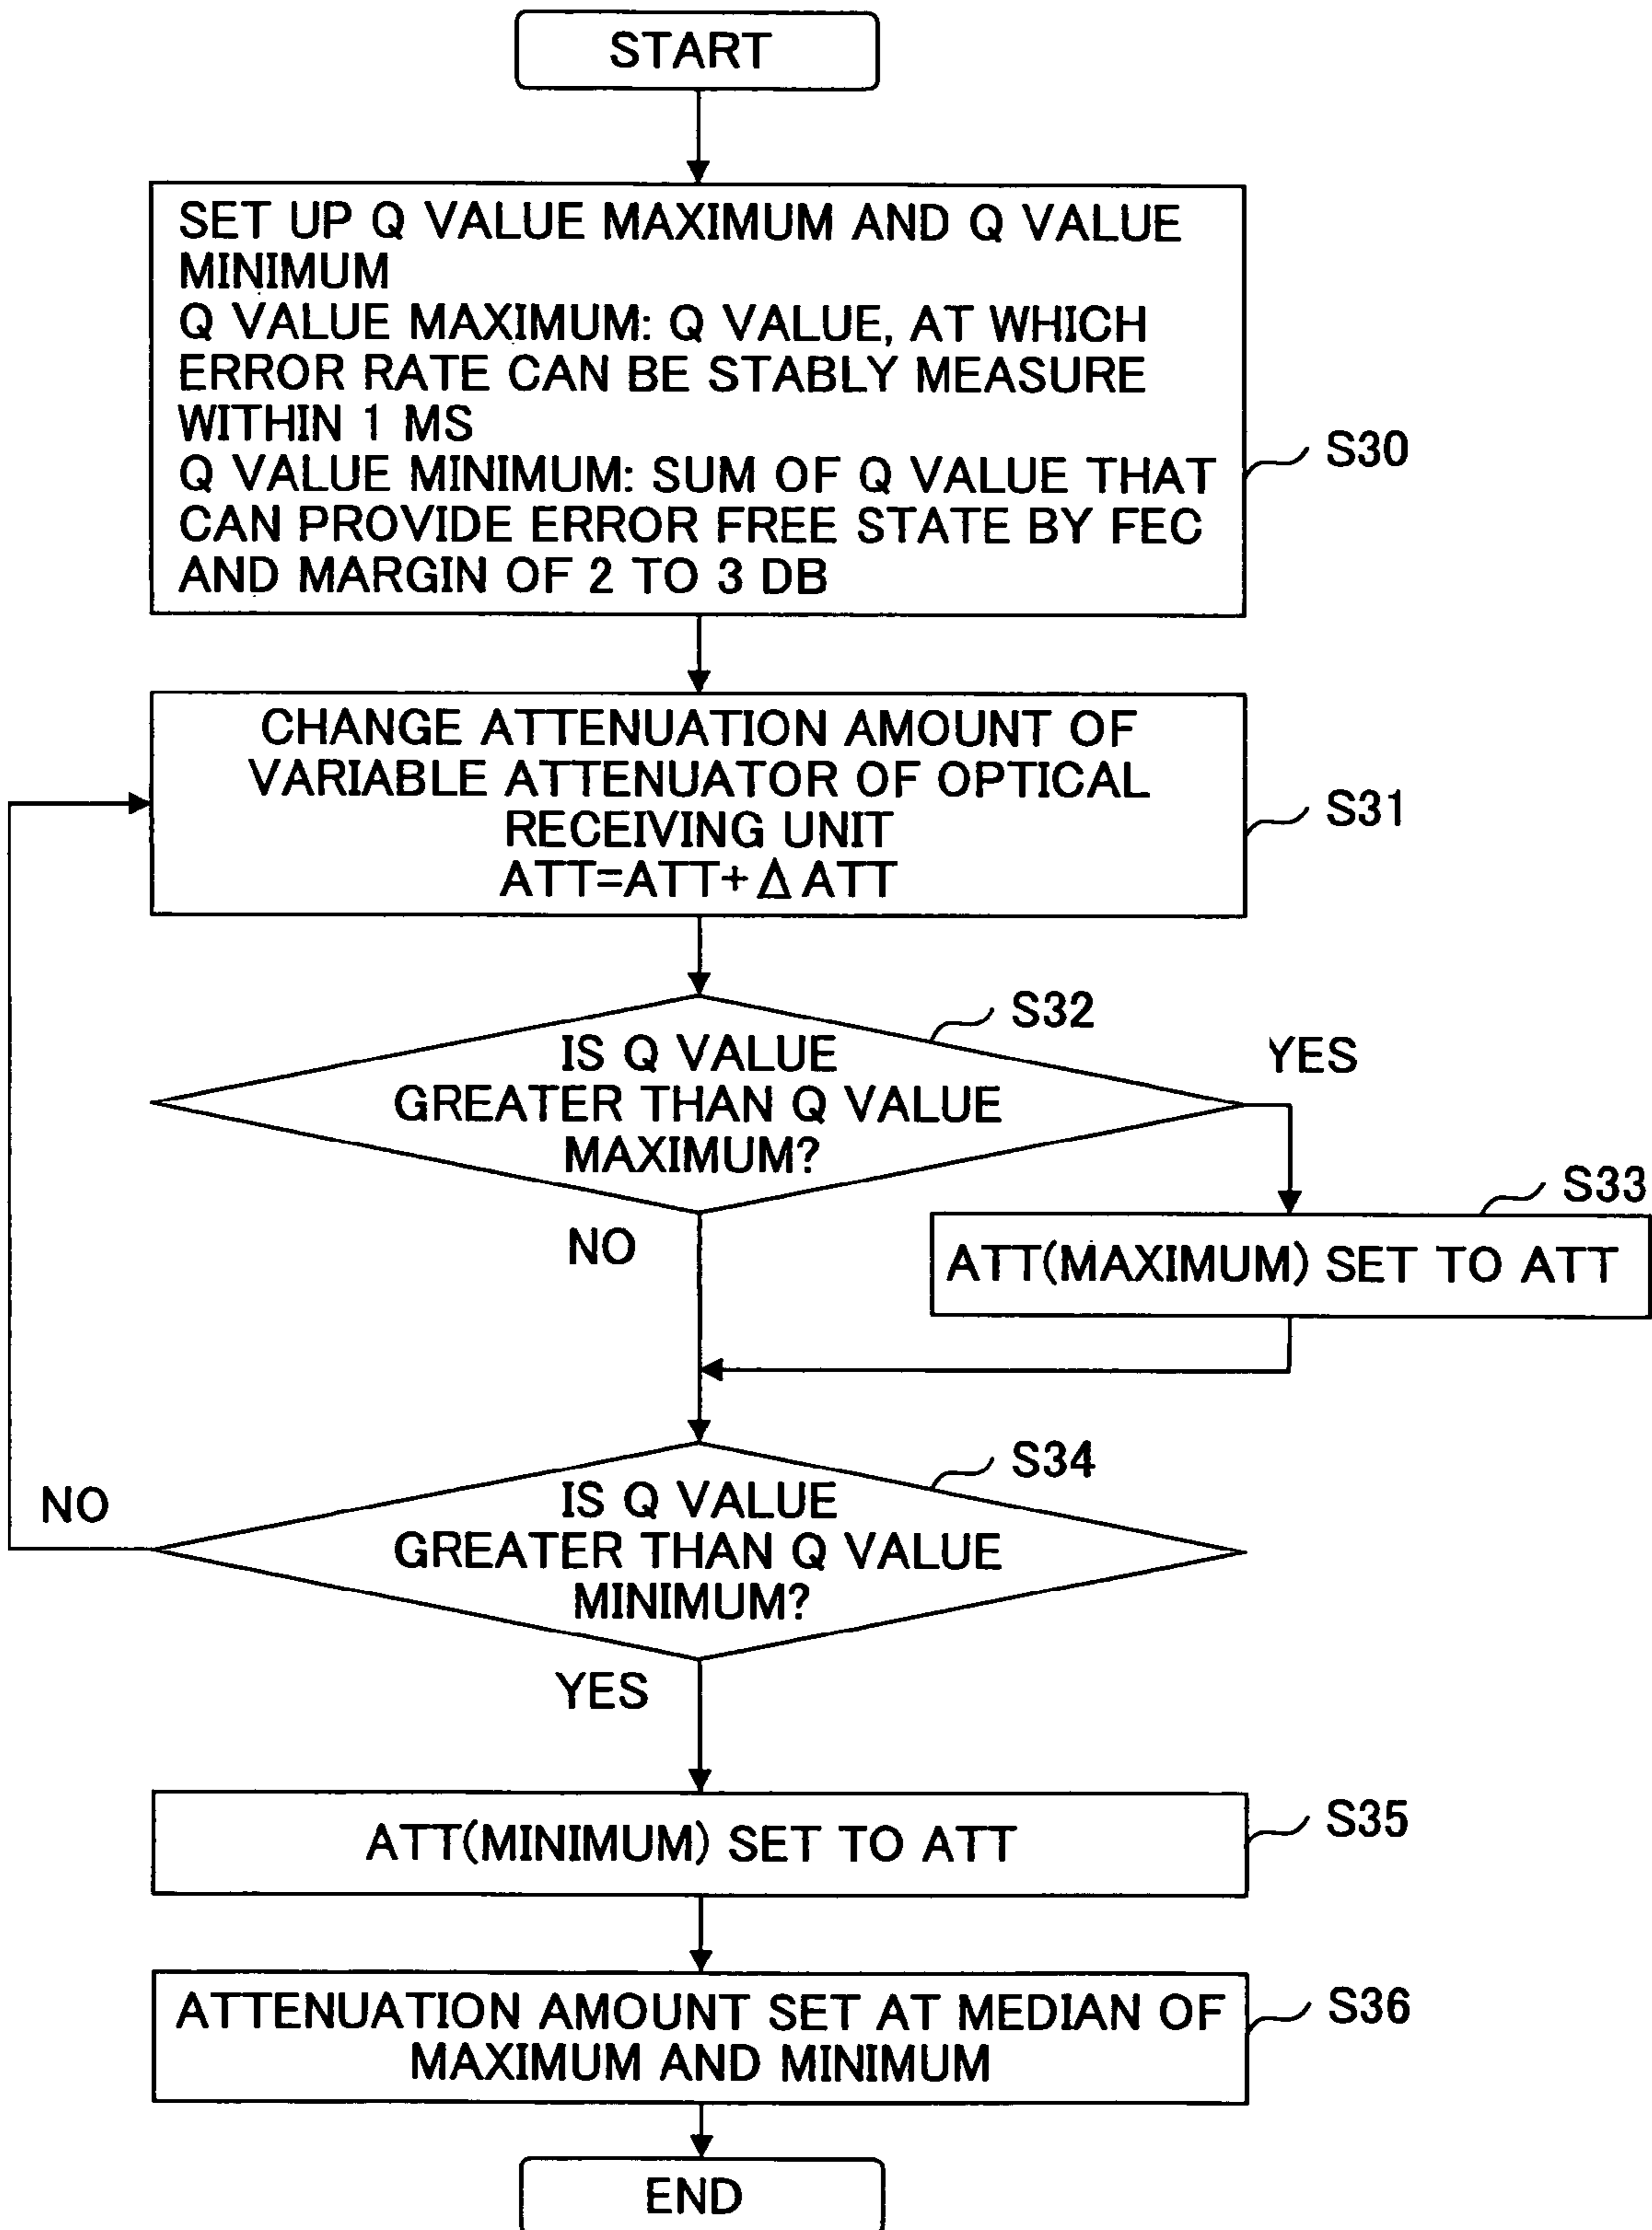 START
SET UP Q VALUE MAXIMUM AND Q VALUE
MINIMUM
Q VALUE MAXIMUM: Q VALUE, AT WHICH
ERROR RATE CAN BE STABLY MEASURE
WITHIN 1 MS
Q VALUE MINIMUM: SUM OF Q VALUE THAT
CAN PROVIDE ERROR FREE STATE BY FEC
AND MARGIN OF 2 TO 3 DB
S30
CHANGE ATTENUATION AMOUNT OF
VARIABLE ATTENUATOR OF OPTICAL
RECEIVING UNIT
ATT=ATT+Δ ATT
S31
S32
IS Q VALUE
GREATER THAN Q VALUE
MAXIMUM?
YES
NO
S33
ATT(MAXIMUM) SET TO ATT
S34
IS Q VALUE
GREATER THAN Q VALUE
MINIMUM?
NO
YES
ATT(MINIMUM) SET TO ATT
S35
ATTENUATION AMOUNT SET AT MEDIAN OF
MAXIMUM AND MINIMUM
S36
END